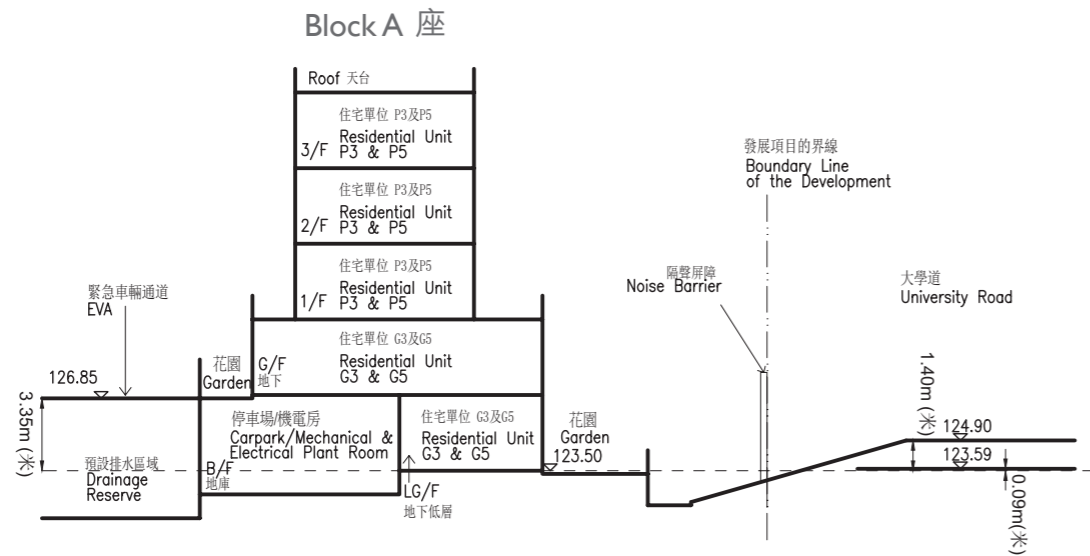 Block A 座
Roof 天台
住宅單位 P3及P5
Residential Unit
3/F P3 & P5
住宅單位 P3及P5
Residential Unit
2/F P3 & P5
住宅單位 P3及P5
Residential Unit
1/F P3 & P5
發展項目的界線
Boundary Line
of the Development
隔聲屏障
Noise Barrier
大學道
University Road
緊急車輛通道
EVA
花園
Garden
G/F
地下
住宅單位 G3及G5
Residential Unit
G3 & G5
126.85
3.35m (米)
停車場/機電房
Carpark/Mechanical &
Electrical Plant Room
住宅單位 G3及G5
Residential Unit
G3 & G5
花園
Garden
123.50
1.40m (米)
124.90
123.59
0.09m(米)
預設排水區域
Drainage
Reserve
B/F
地庫
LG/F
地下低層